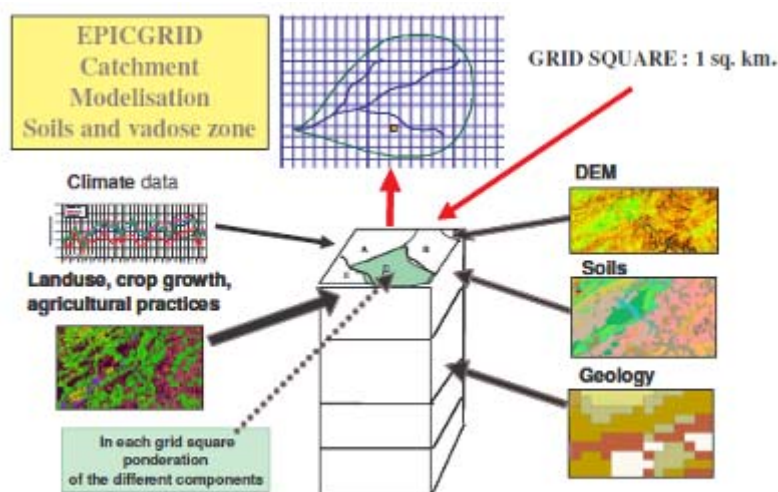 EPICGRID
Catchment
Modelisation
Soils and vadose zone
GRID SQUARE : 1 sq. km.
Climate data
DEM
A
B
Landuse, crop growth,
agricultural practices
Soils
Geology
In each grid square
ponderation
of the different components